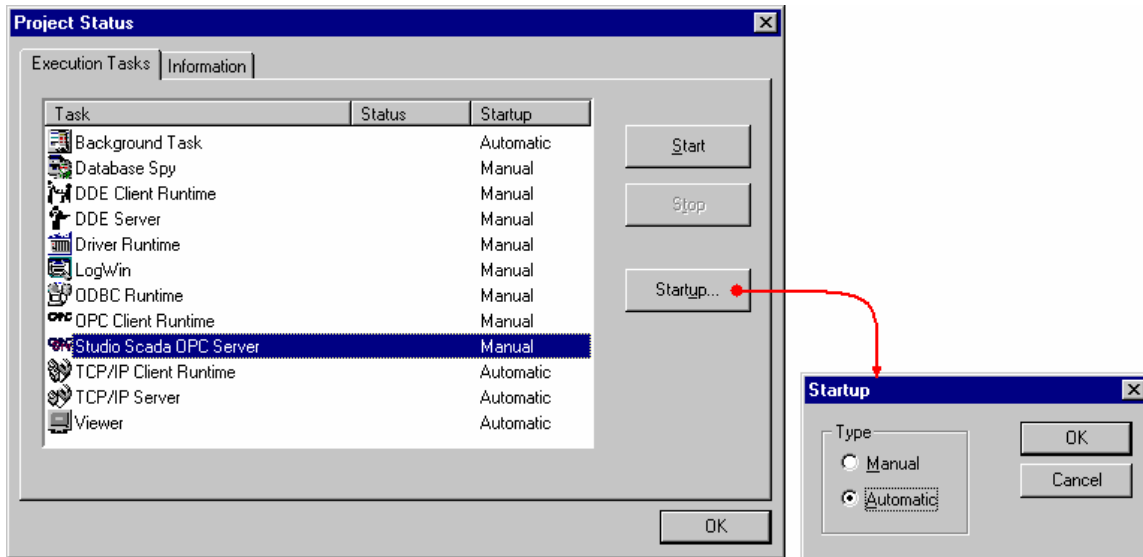 Project Status
Execution Tasks Information
Task Status Startup
Background Task Automatic
Database Spy Manual
DDE Client Runtime Manual
DDE Server Manual
Driver Runtime Manual
LogWin Manual
ODBC Runtime Manual
OPC Client Runtime Manual
Studio Scada OPC Server Manual
TCP/IP Client Runtime Automatic
TCP/IP Server Automatic
Viewer Automatic
Start
Stop
Startup...
OK
Startup
Type
Manual
Automatic
OK
Cancel